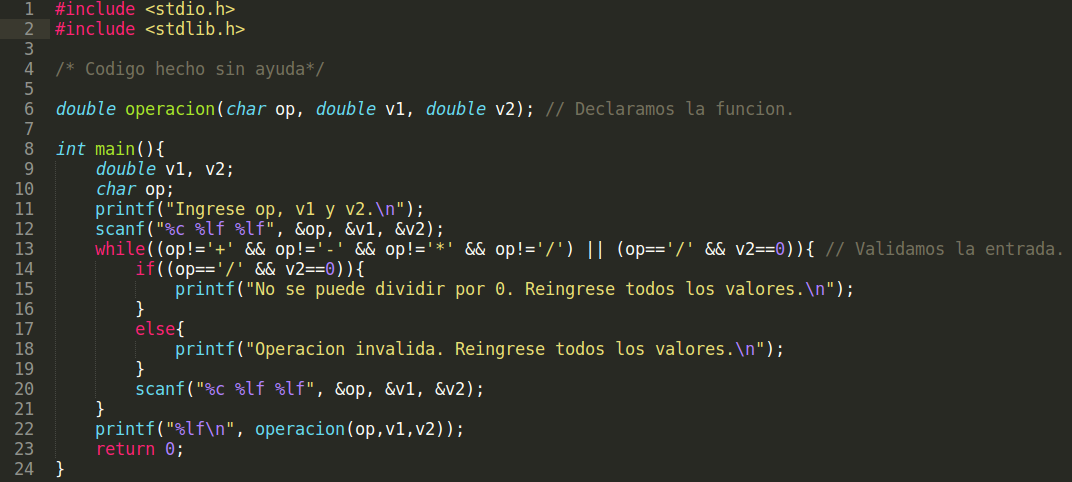 1 #include <stdio.h>
2 #include <stdlib.h>
3
4 /* Codigo hecho sin ayuda*/
5
6 double operacion(char op, double v1, double v2); // Declaramos la funcion.
7
8 int main(){
9     double v1, v2;
10     char op;
11     printf("Ingrese op, v1 y v2.\n");
12     scanf("%c %lf %lf", &op, &v1, &v2);
13     while((op!='+' && op!='-' && op!='*' && op!='/') || (op=='/' && v2==0)){ // Validamos la entrada.
14         if((op=='/' && v2==0)){
15             printf("No se puede dividir por 0. Reingrese todos los valores.\n");
16         }
17         else{
18             printf("Operacion invalida. Reingrese todos los valores.\n");
19         }
20         scanf("%c %lf %lf", &op, &v1, &v2);
21     }
22     printf("%lf\n", operacion(op,v1,v2));
23     return 0;
24 }